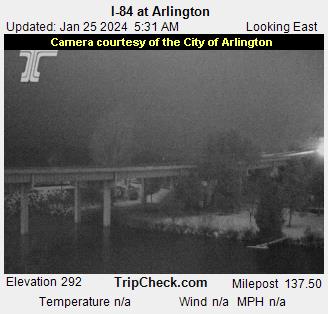 I-84 at Arlington
Updated: Jan 25 2024 5:31 AM Looking East
Camera courtesy of the City of Arlington
Elevation 292 TripCheck.com Milepost 137.50
Temperature n/a Wind n/a MPH n/a